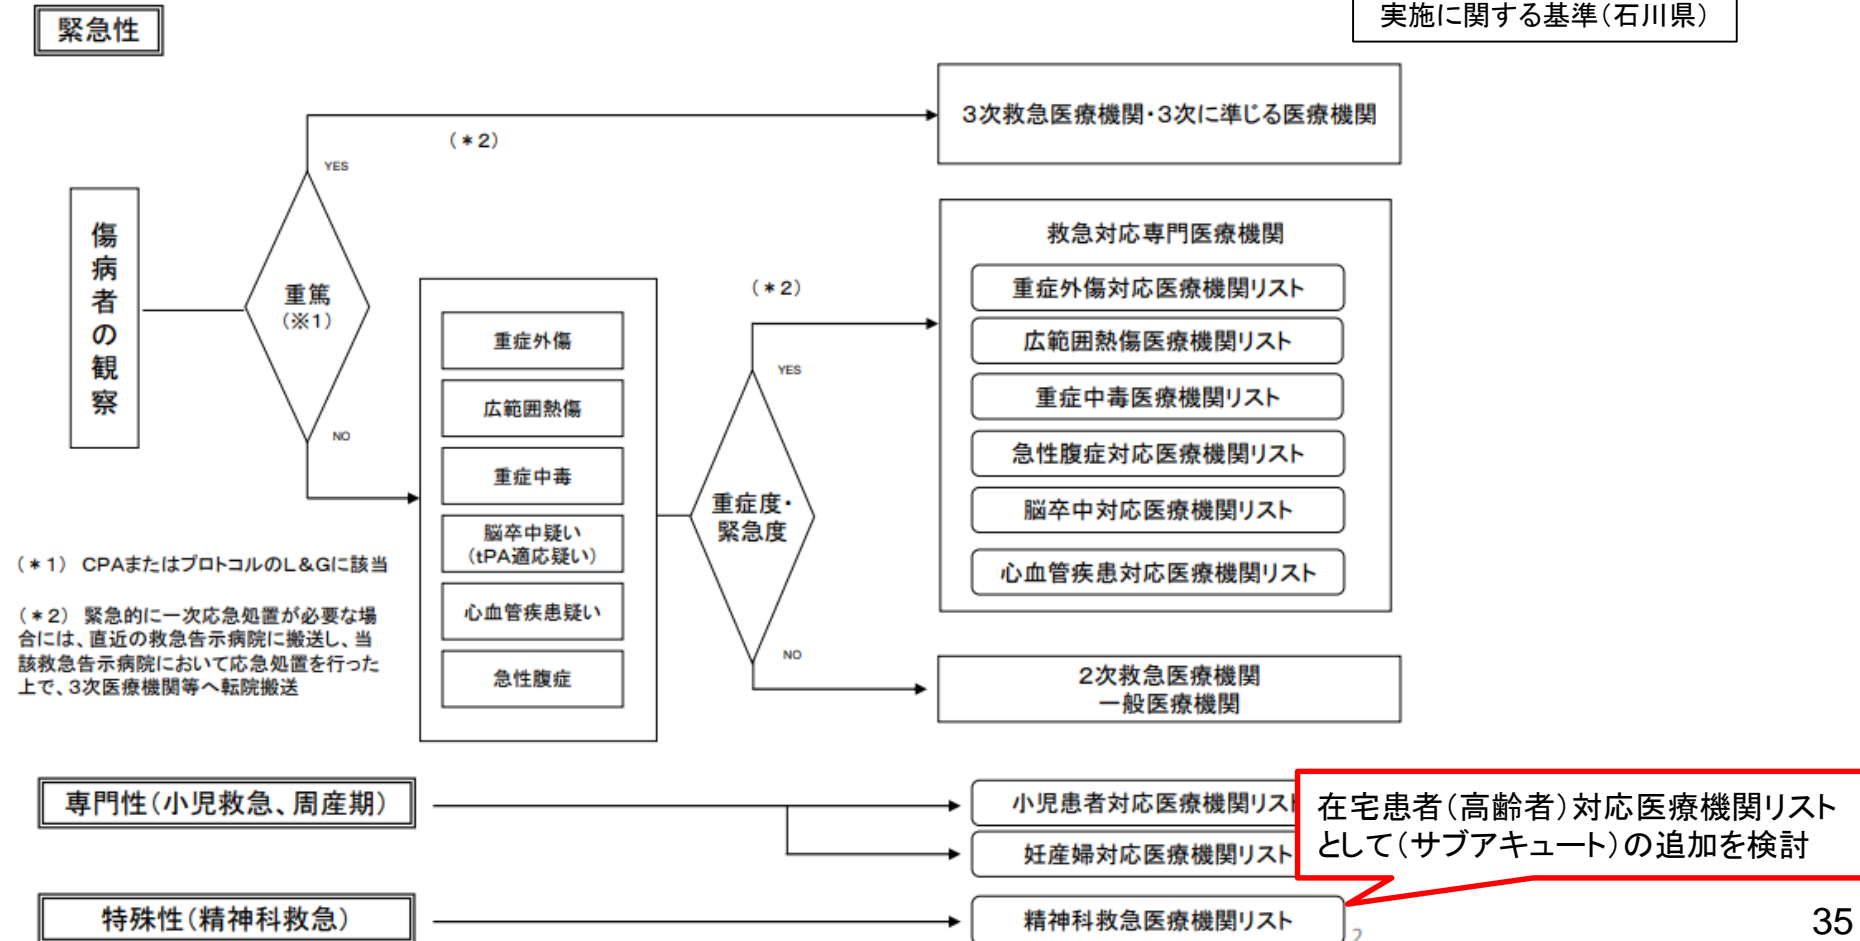 実施に関する基準（石川県）
緊急性
3次救急医療機関・3次に準じる医療機関
（＊2）
YES
傷病者の観察
重篤
（※1）
NO
重症外傷
広範囲熱傷
重症中毒
脳卒中疑い
（tPA適応疑い）
心血管疾患疑い
急性腹症
重症度・
緊急度
（＊2）
YES
NO
救急対応専門医療機関
重症外傷対応医療機関リスト
広範囲熱傷医療機関リスト
重症中毒医療機関リスト
急性腹症対応医療機関リスト
脳卒中対応医療機関リスト
心血管疾患対応医療機関リスト
2次救急医療機関
一般医療機関
（＊1） CPAまたはプロトコルのL＆Gに該当
（＊2） 緊急的に一次応急処置が必要な場
合には、直近の救急告示病院に搬送し、当
該救急告示病院において応急処置を行った
上で、3次医療機関等へ転院搬送
専門性（小児救急、周産期）
小児患者対応医療機関リスト
妊産婦対応医療機関リスト
在宅患者（高齢者）対応医療機関リスト
として（サブアキュート）の追加を検討
特殊性（精神科救急）
精神科救急医療機関リスト
2
35